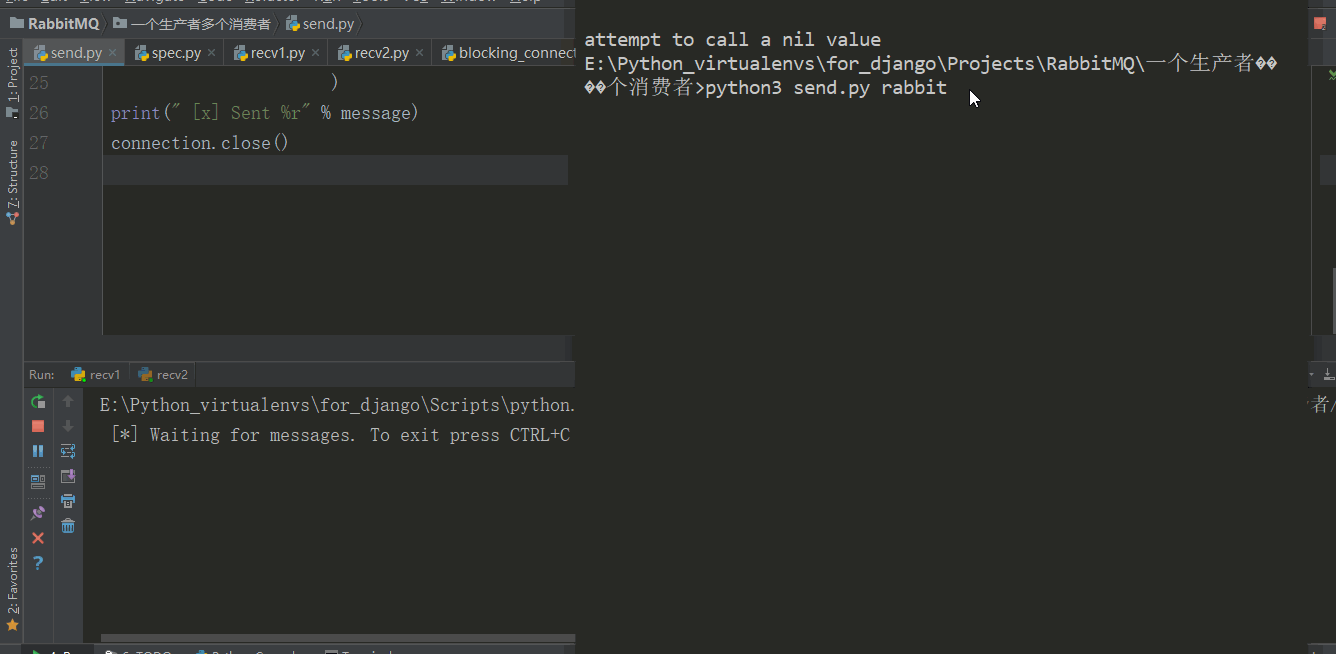 RabbitMQ 一个生产者多个消费者 send.py
send.py spec.py recv1.py recv2.py blocking_connect
1: Project
7: Structure
2: Favorites
25 )
26 print(" [x] Sent %r" % message)
27 connection.close()
28
Run: recv1 recv2
E:\Python_virtualenvs\for_django\Scripts\python.
[*] Waiting for messages. To exit press CTRL+C
attempt to call a nil value
E:\Python_virtualenvs\for_django\Projects\RabbitMQ\一个生产者��
��个消费者>python3 send.py rabbit
者/